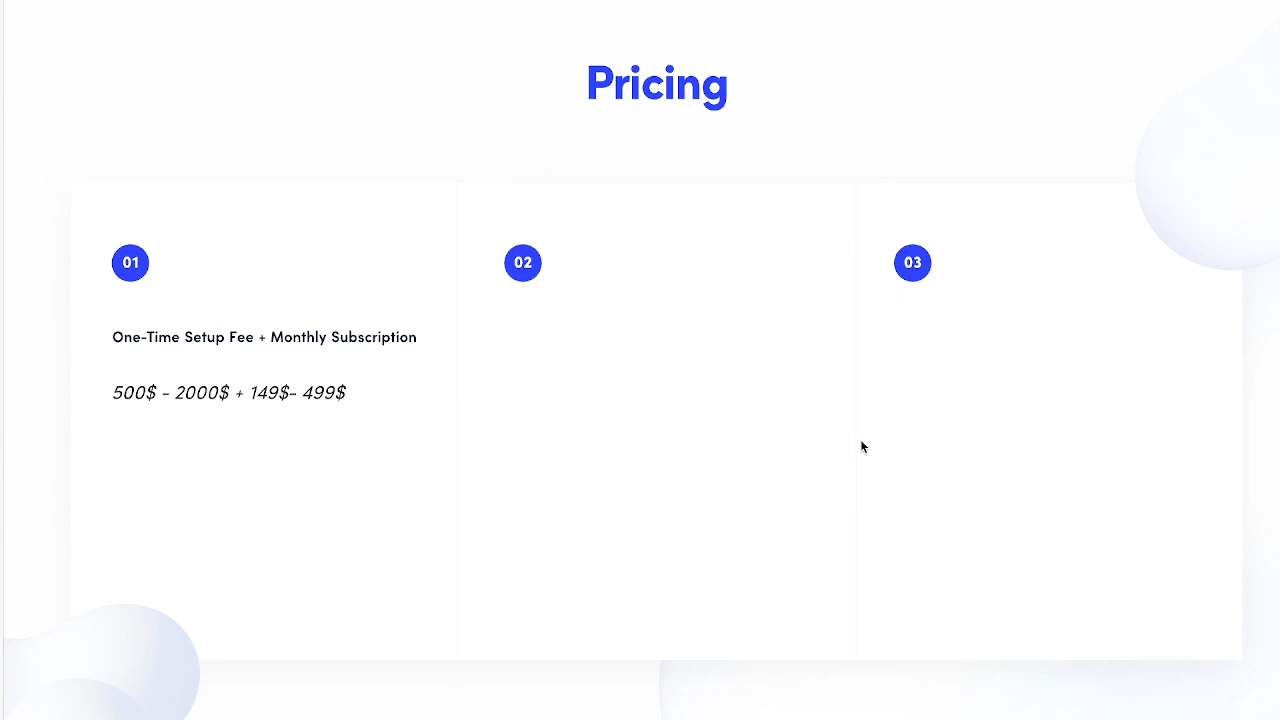 Pricing
01
02
03
One-Time Setup Fee + Monthly Subscription
500$ - 2000$ + 149$- 499$